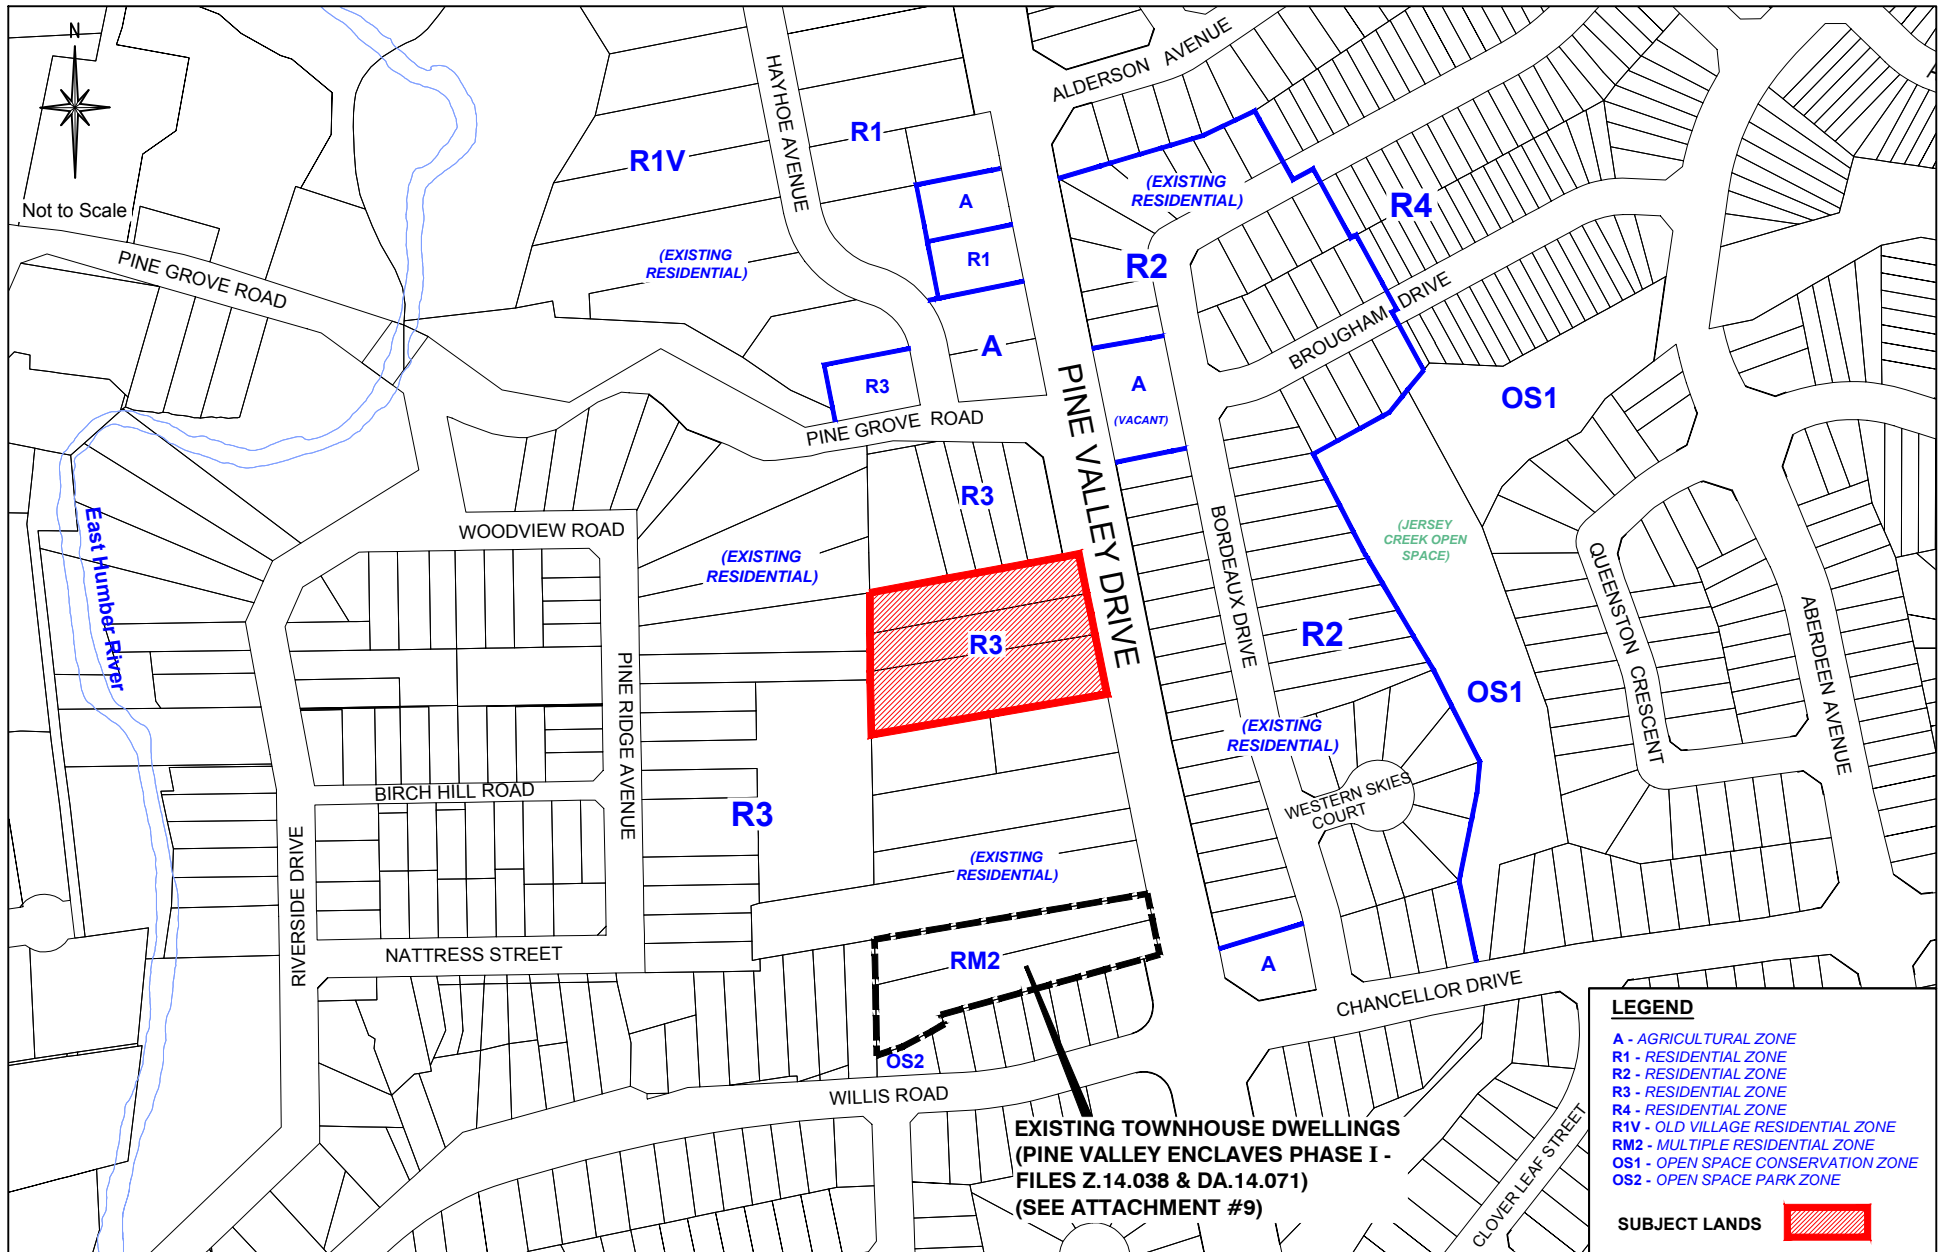 N
Not to Scale
PINE GROVE ROAD
HAYHOE AVENUE
ALDERSON AVENUE
R1V
R1
A
R1
(EXISTING
RESIDENTIAL)
(EXISTING
RESIDENTIAL)
R4
R2
A
R3
A
(VACANT)
BROUGHAM DRIVE
OS1
PINE GROVE ROAD
PINE VALLEY DRIVE
R3
WOODVIEW ROAD
East Humber River
(EXISTING
RESIDENTIAL)
BORDEAUX DRIVE
(JERSEY
CREEK OPEN
SPACE)
QUEENSTON CRESCENT
ABERDEEN AVENUE
R3
R2
OS1
PINE RIDGE AVENUE
(EXISTING
RESIDENTIAL)
BIRCH HILL ROAD
R3
WESTERN SKIES
COURT
RIVERSIDE DRIVE
(EXISTING
RESIDENTIAL)
NATTRESS STREET
RM2
A
CHANCELLOR DRIVE
OS2
WILLIS ROAD
EXISTING TOWNHOUSE DWELLINGS
(PINE VALLEY ENCLAVES PHASE I -
FILES Z.14.038 & DA.14.071)
(SEE ATTACHMENT #9)
CLOVER LEAF STREET
LEGEND
A - AGRICULTURAL ZONE
R1 - RESIDENTIAL ZONE
R2 - RESIDENTIAL ZONE
R3 - RESIDENTIAL ZONE
R4 - RESIDENTIAL ZONE
R1V - OLD VILLAGE RESIDENTIAL ZONE
RM2 - MULTIPLE RESIDENTIAL ZONE
OS1 - OPEN SPACE CONSERVATION ZONE
OS2 - OPEN SPACE PARK ZONE
SUBJECT LANDS